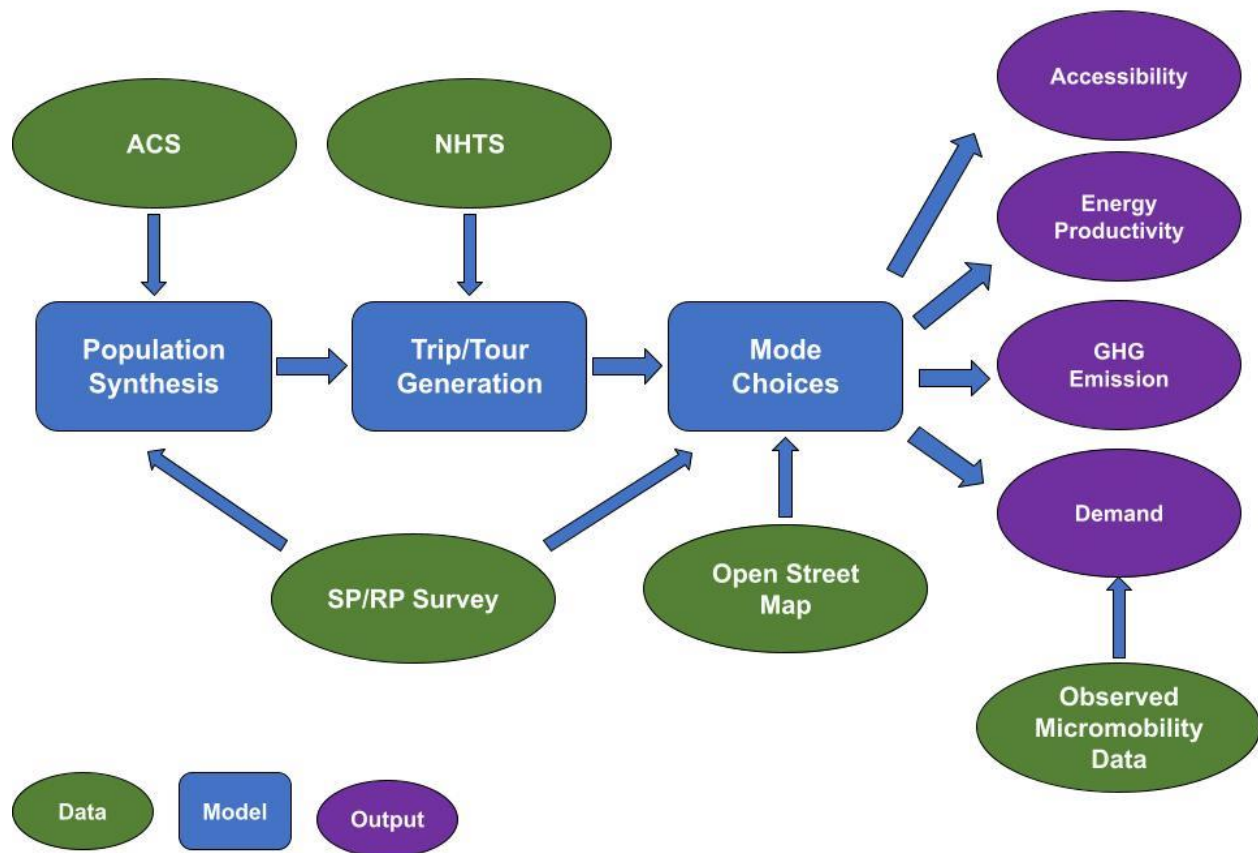 Accessibility
ACS
NHTS
Energy
Productivity
Population
Synthesis
Trip/Tour
Generation
Mode
Choices
GHG
Emission
Demand
SP/RP Survey
Open Street
Map
Observed
Micromobility
Data
Data
Model
Output